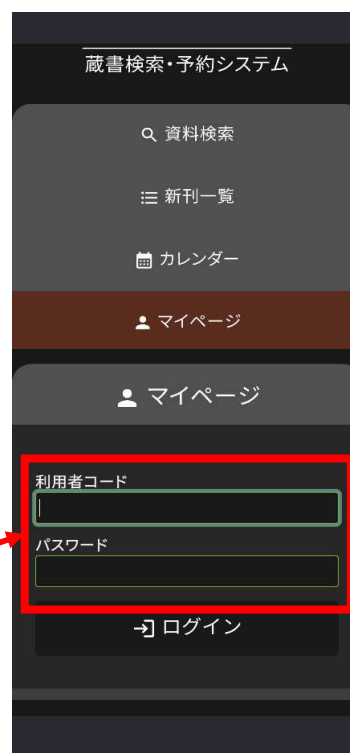 蔵書検索・予約システム
資料検索
新刊一覧
カレンダー
マイページ
マイページ
利用者コード
パスワード
ログイン